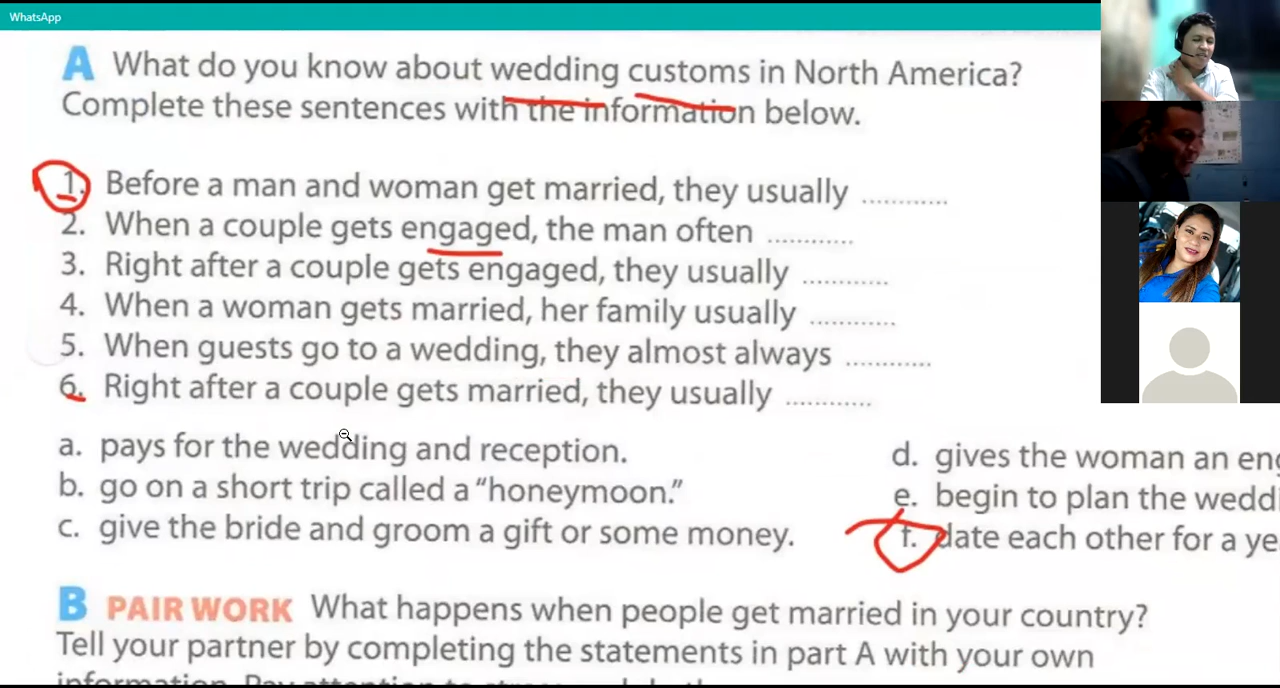 WhatsApp
A What do you know about wedding customs in North America?
Complete these sentences with the information below.
1. Before a man and woman get married, they usually ............
2. When a couple gets engaged, the man often ............
3. Right after a couple gets engaged, they usually ............
4. When a woman gets married, her family usually ............
5. When guests go to a wedding, they almost always ............
6. Right after a couple gets married, they usually ............
a. pays for the wedding and reception.
b. go on a short trip called a “honeymoon.”
c. give the bride and groom a gift or some money.
d. gives the woman an eng
e. begin to plan the weddi
f. date each other for a ye
B PAIR WORK What happens when people get married in your country?
Tell your partner by completing the statements in part A with your own
information. Pay attention to